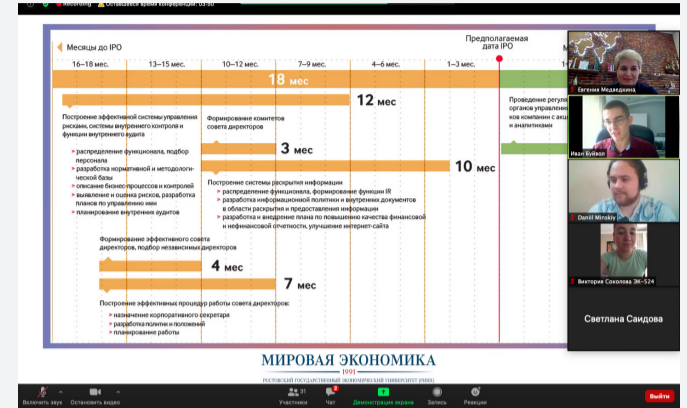 Recording
Оставшееся время конференции: 03:50
Месяцы до IPO
Предполагаемая
дата IPO
16–18 мес.
13–15 мес.
10–12 мес.
7–9 мес.
4–6 мес.
1–3 мес.
18 мес
12 мес
Построение эффективной системы управления
рисками, системы внутреннего контроля и
функции внутреннего аудита
➤ распределение функционала, подбор
персонала
➤ разработка нормативной и методологи-
ческой базы
➤ описание бизнес-процессов и контролей
➤ выявление и оценка рисков, разработка
планов по управлению ими
➤ планирование внутренних аудитов
Формирование комитетов
совета директоров
3 мес
10 мес
Построение системы раскрытия информации
➤ распределение функционала, формирование функции IR
➤ разработка информационной политики и внутренних документов
в области раскрытия и предоставления информации
➤ разработка и внедрение плана по повышению качества финансовой
и нефинансовой отчетности, улучшение интернет-сайта
Проведение регуля
органов управлени
ков компании с акц
и аналитиками
Формирование эффективного совета
директоров, подбор независимых директоров
4 мес
7 мес
Построение эффективных процедур работы совета директоров:
➤ назначение корпоративного секретаря
➤ разработка политик и положений
➤ планирование работы
МИРОВАЯ ЭКОНОМИКА
1991
РОСТОВСКИЙ ГОСУДАРСТВЕННЫЙ ЭКОНОМИЧЕСКИЙ УНИВЕРСИТЕТ (РИНХ)
Евгения Медведкина
Иван Буйвол
Daniil Minskiy
Виктория Соколова ЭК-524
Светлана Саидова
Включить звук
Остановить видео
31
Участники
2
Чат
Демонстрация экрана
Запись
Реакции
Выйти